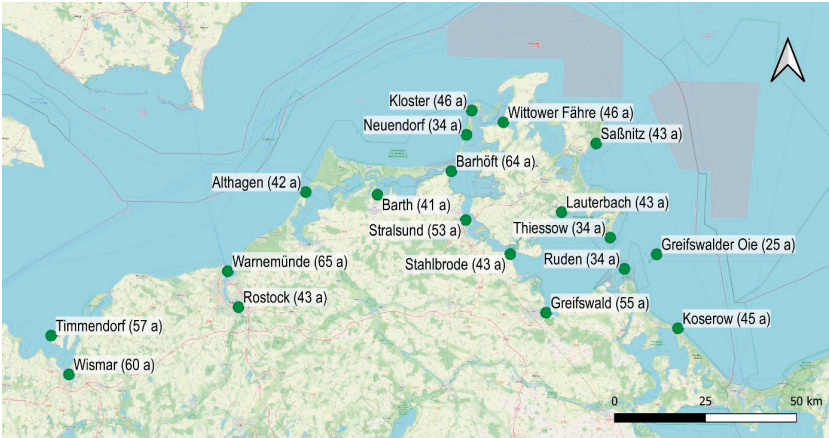 Kloster (46 a)
Wittower Fähre (46 a)
Neuendorf (34 a)
Saßnitz (43 a)
Barhöft (64 a)
Althagen (42 a)
Barth (41 a)
Lauterbach (43 a)
Stralsund (53 a)
Thiessow (34 a)
Greifswalder Oie (25 a)
Warnemünde (65 a)
Stahlbrode (43 a)
Ruden (34 a)
Rostock (43 a)
Greifswald (55 a)
Timmendorf (57 a)
Koserow (45 a)
Wismar (60 a)
0 25 50 km